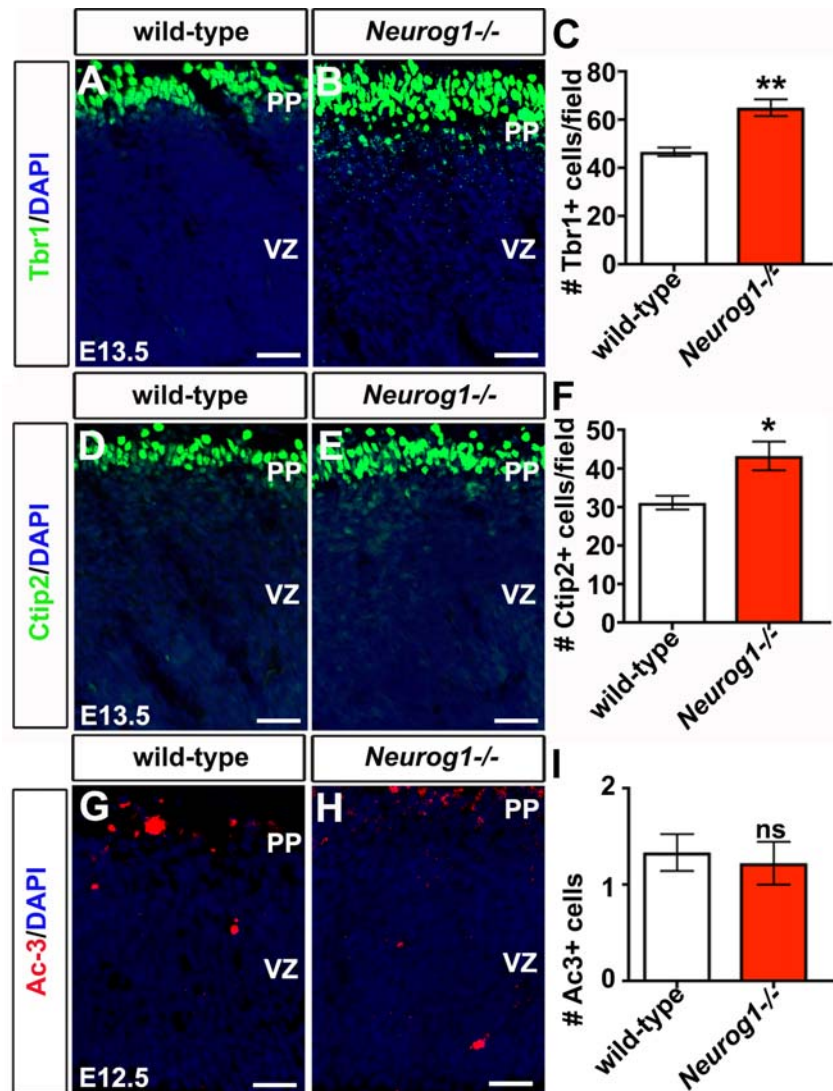 wild-type
Neurog1-/-
Tbr1/DAPI
A
PP
VZ
E13.5
B
PP
VZ
C
# Tbr1+ cells/field
80
60
40
20
0
**
wild-type
Neurog1-/-
wild-type
Neurog1-/-
Ctip2/DAPI
D
PP
VZ
E13.5
E
PP
VZ
F
# Ctip2+ cells/field
50
40
30
20
10
0
*
wild-type
Neurog1-/-
wild-type
Neurog1-/-
Ac-3/DAPI
G
PP
VZ
E12.5
H
PP
VZ
I
# Ac3+ cells
2
1
0
ns
wild-type
Neurog1-/-